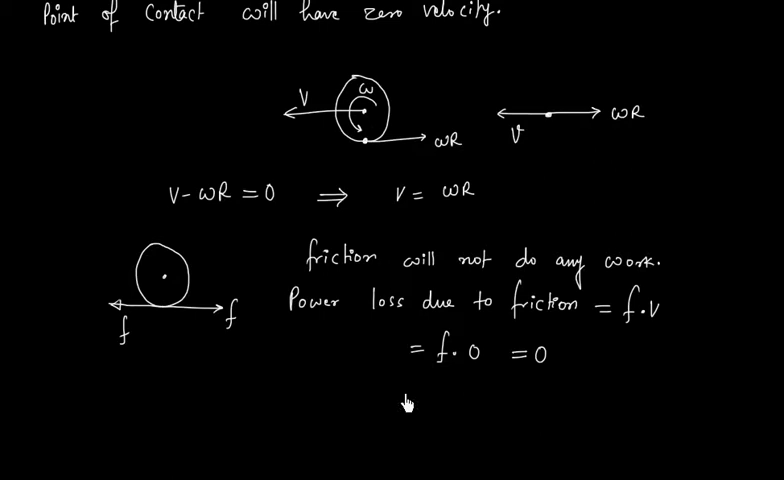 Point of Contact will have zero velocity.
V ω
ωR
V ωR
V - ωR = 0 ⟹ V = ωR
friction will not do any work.
Power loss due to friction = f.V
f f
= f. 0 = 0